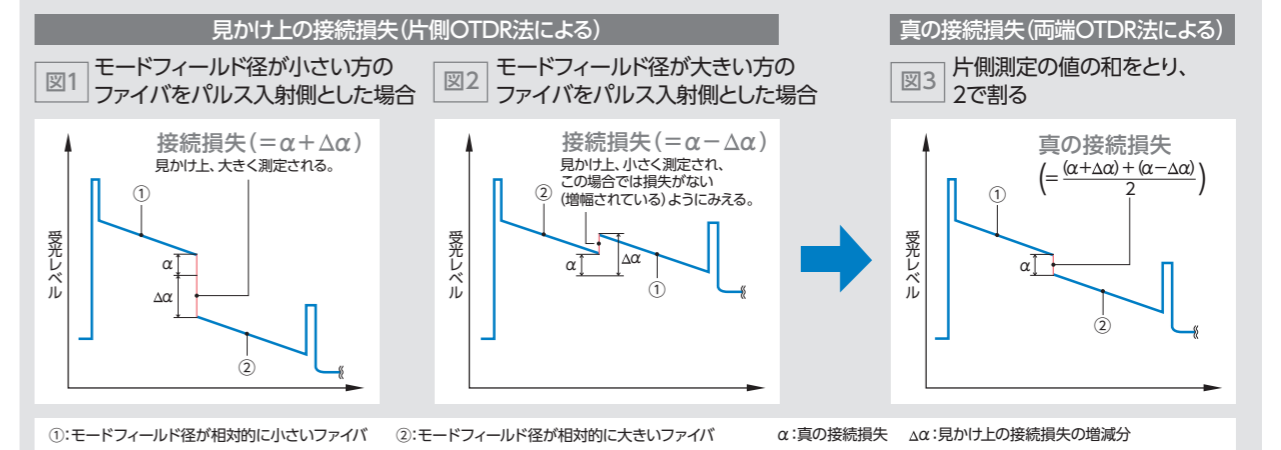 見かけ上の接続損失（片側OTDR法による）
真の接続損失（両端OTDR法による）
図1
モードフィールド径が小さい方の
ファイバをパルス入射側とした場合
図2
モードフィールド径が大きい方の
ファイバをパルス入射側とした場合
図3
片側測定の値の和をとり、
2で割る
接続損失（＝α＋Δα）
見かけ上、大きく測定される。
①
受光レベル
α
Δα
②
接続損失（＝α－Δα）
見かけ上、小さく測定され、
この場合では損失がない
（増幅されている）ようにみえる。
②
受光レベル
α
Δα
①
真の接続損失
(= (α+Δα)+(α−Δα) / 2)
①
受光レベル
α
②
①：モードフィールド径が相対的に小さいファイバ ②：モードフィールド径が相対的に大きいファイバ α：真の接続損失 Δα：見かけ上の接続損失の増減分